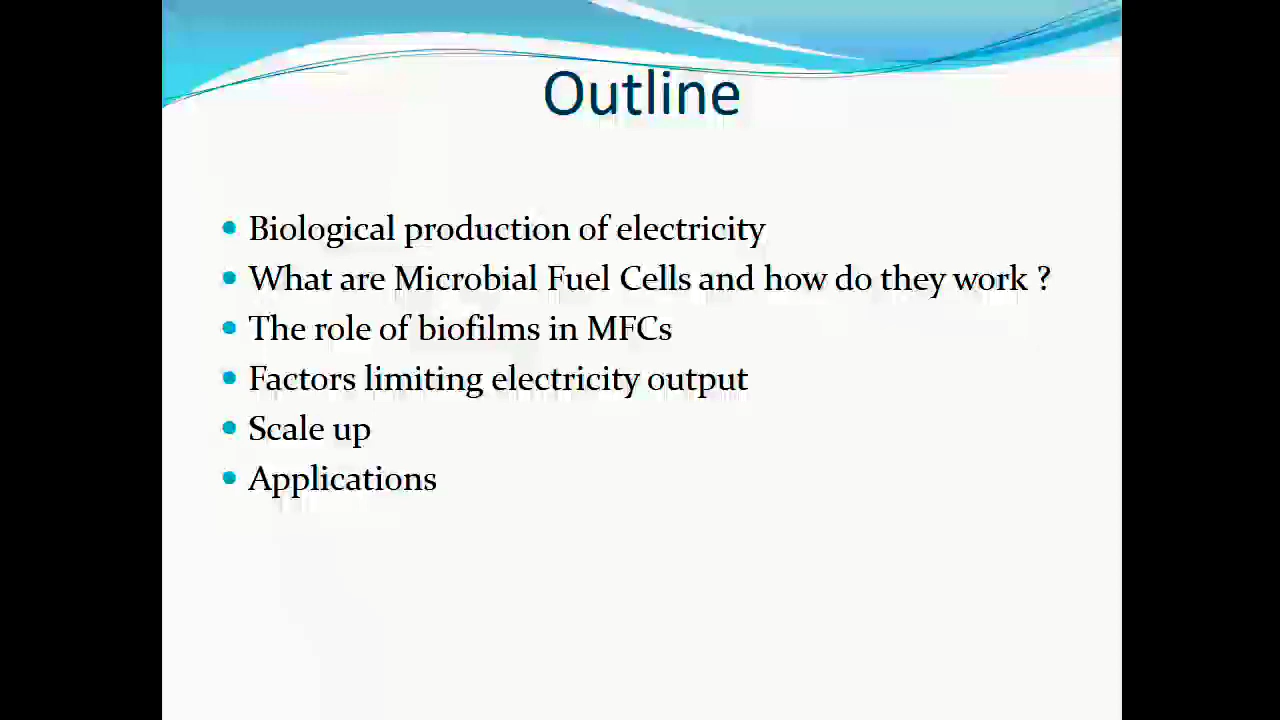 Outline
• Biological production of electricity
• What are Microbial Fuel Cells and how do they work ?
• The role of biofilms in MFCs
• Factors limiting electricity output
• Scale up
• Applications